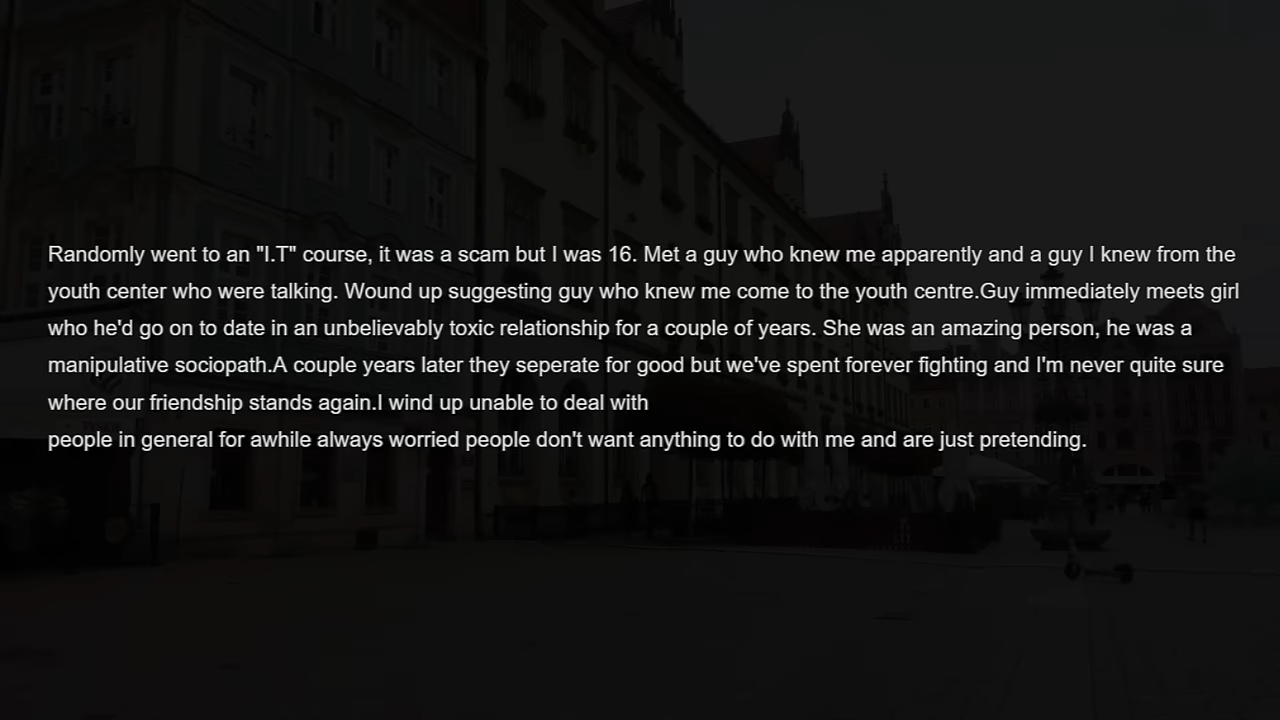 Randomly went to an "I.T" course, it was a scam but I was 16. Met a guy who knew me apparently and a guy I knew from the
youth center who were talking. Wound up suggesting guy who knew me come to the youth centre.Guy immediately meets girl
who he'd go on to date in an unbelievably toxic relationship for a couple of years. She was an amazing person, he was a
manipulative sociopath.A couple years later they seperate for good but we've spent forever fighting and I'm never quite sure
where our friendship stands again.I wind up unable to deal with
people in general for awhile always worried people don't want anything to do with me and are just pretending.